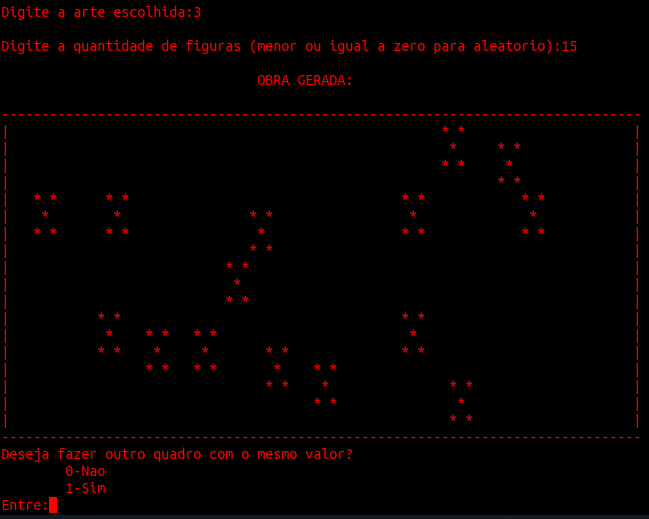 Digite a arte escolhida:3
Digite a quantidade de figuras (menor ou igual a zero para aleatorio):15
OBRA GERADA:
Deseja fazer outro quadro com o mesmo valor?
0-Nao
1-Sim
Entre: